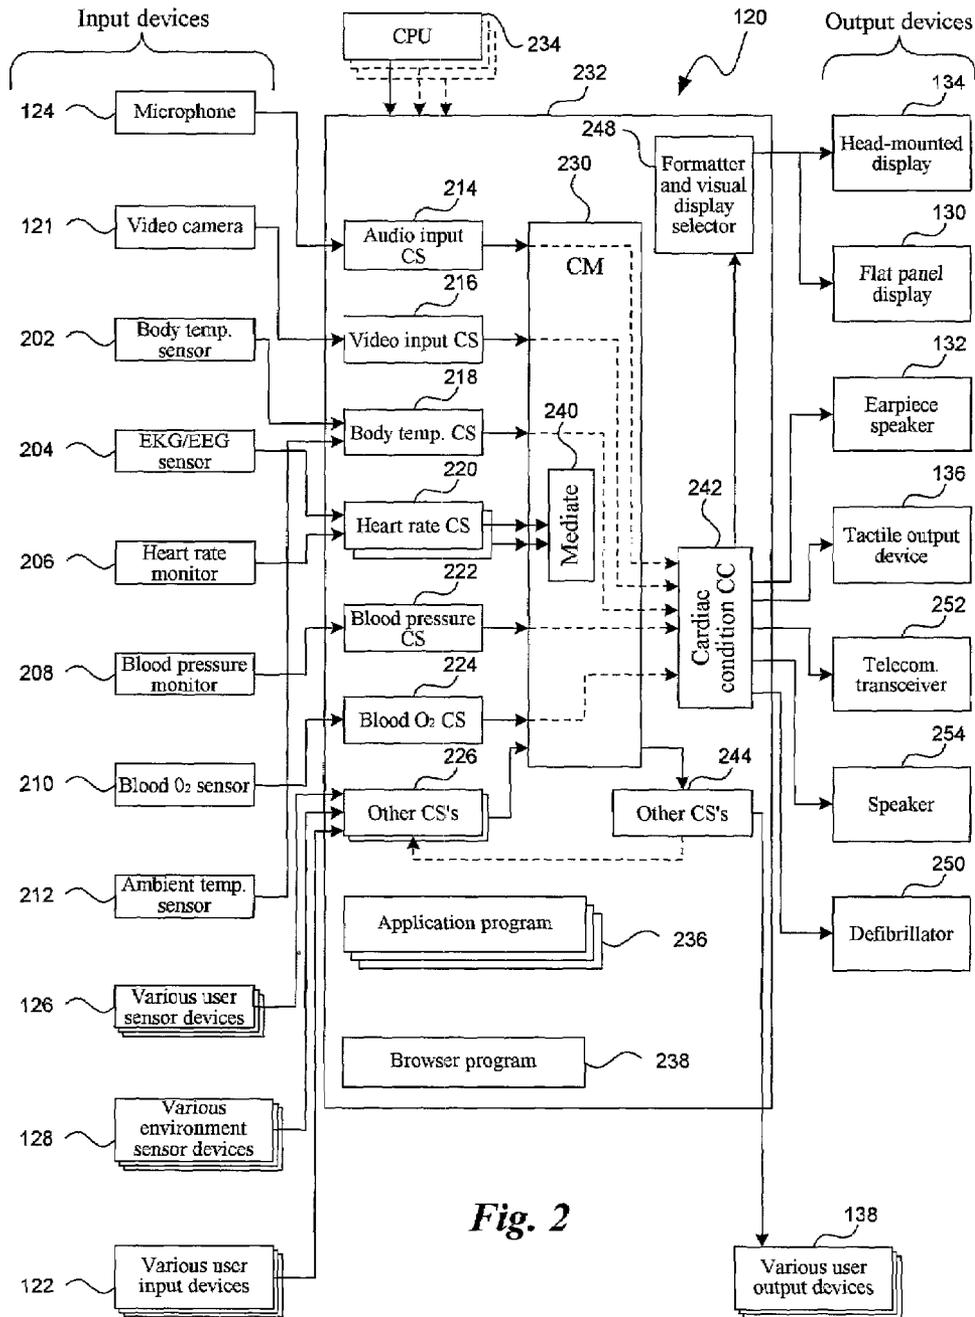 Input devices
CPU
234
120
Output devices
124
Microphone
232
134
Head-mounted
display
248
Formatter
and visual
display
selector
121
Video camera
214
Audio input
CS
230
CM
130
Flat panel
display
216
Video input CS
202
Body temp.
sensor
218
Body temp. CS
132
Earpiece
speaker
204
EKG/EEG
sensor
220
Heart rate CS
240
Mediate
242
Cardiac
condition CC
136
Tactile output
device
206
Heart rate
monitor
222
Blood pressure
CS
252
Telecom.
transceiver
208
Blood pressure
monitor
224
Blood O₂ CS
254
Speaker
210
Blood 0₂ sensor
226
Other CS's
244
Other CS's
212
Ambient temp.
sensor
250
Defibrillator
Application program
236
126
Various user
sensor devices
Browser program
238
128
Various
environment
sensor devices
Fig. 2
138
Various user
output devices
122
Various user
input devices